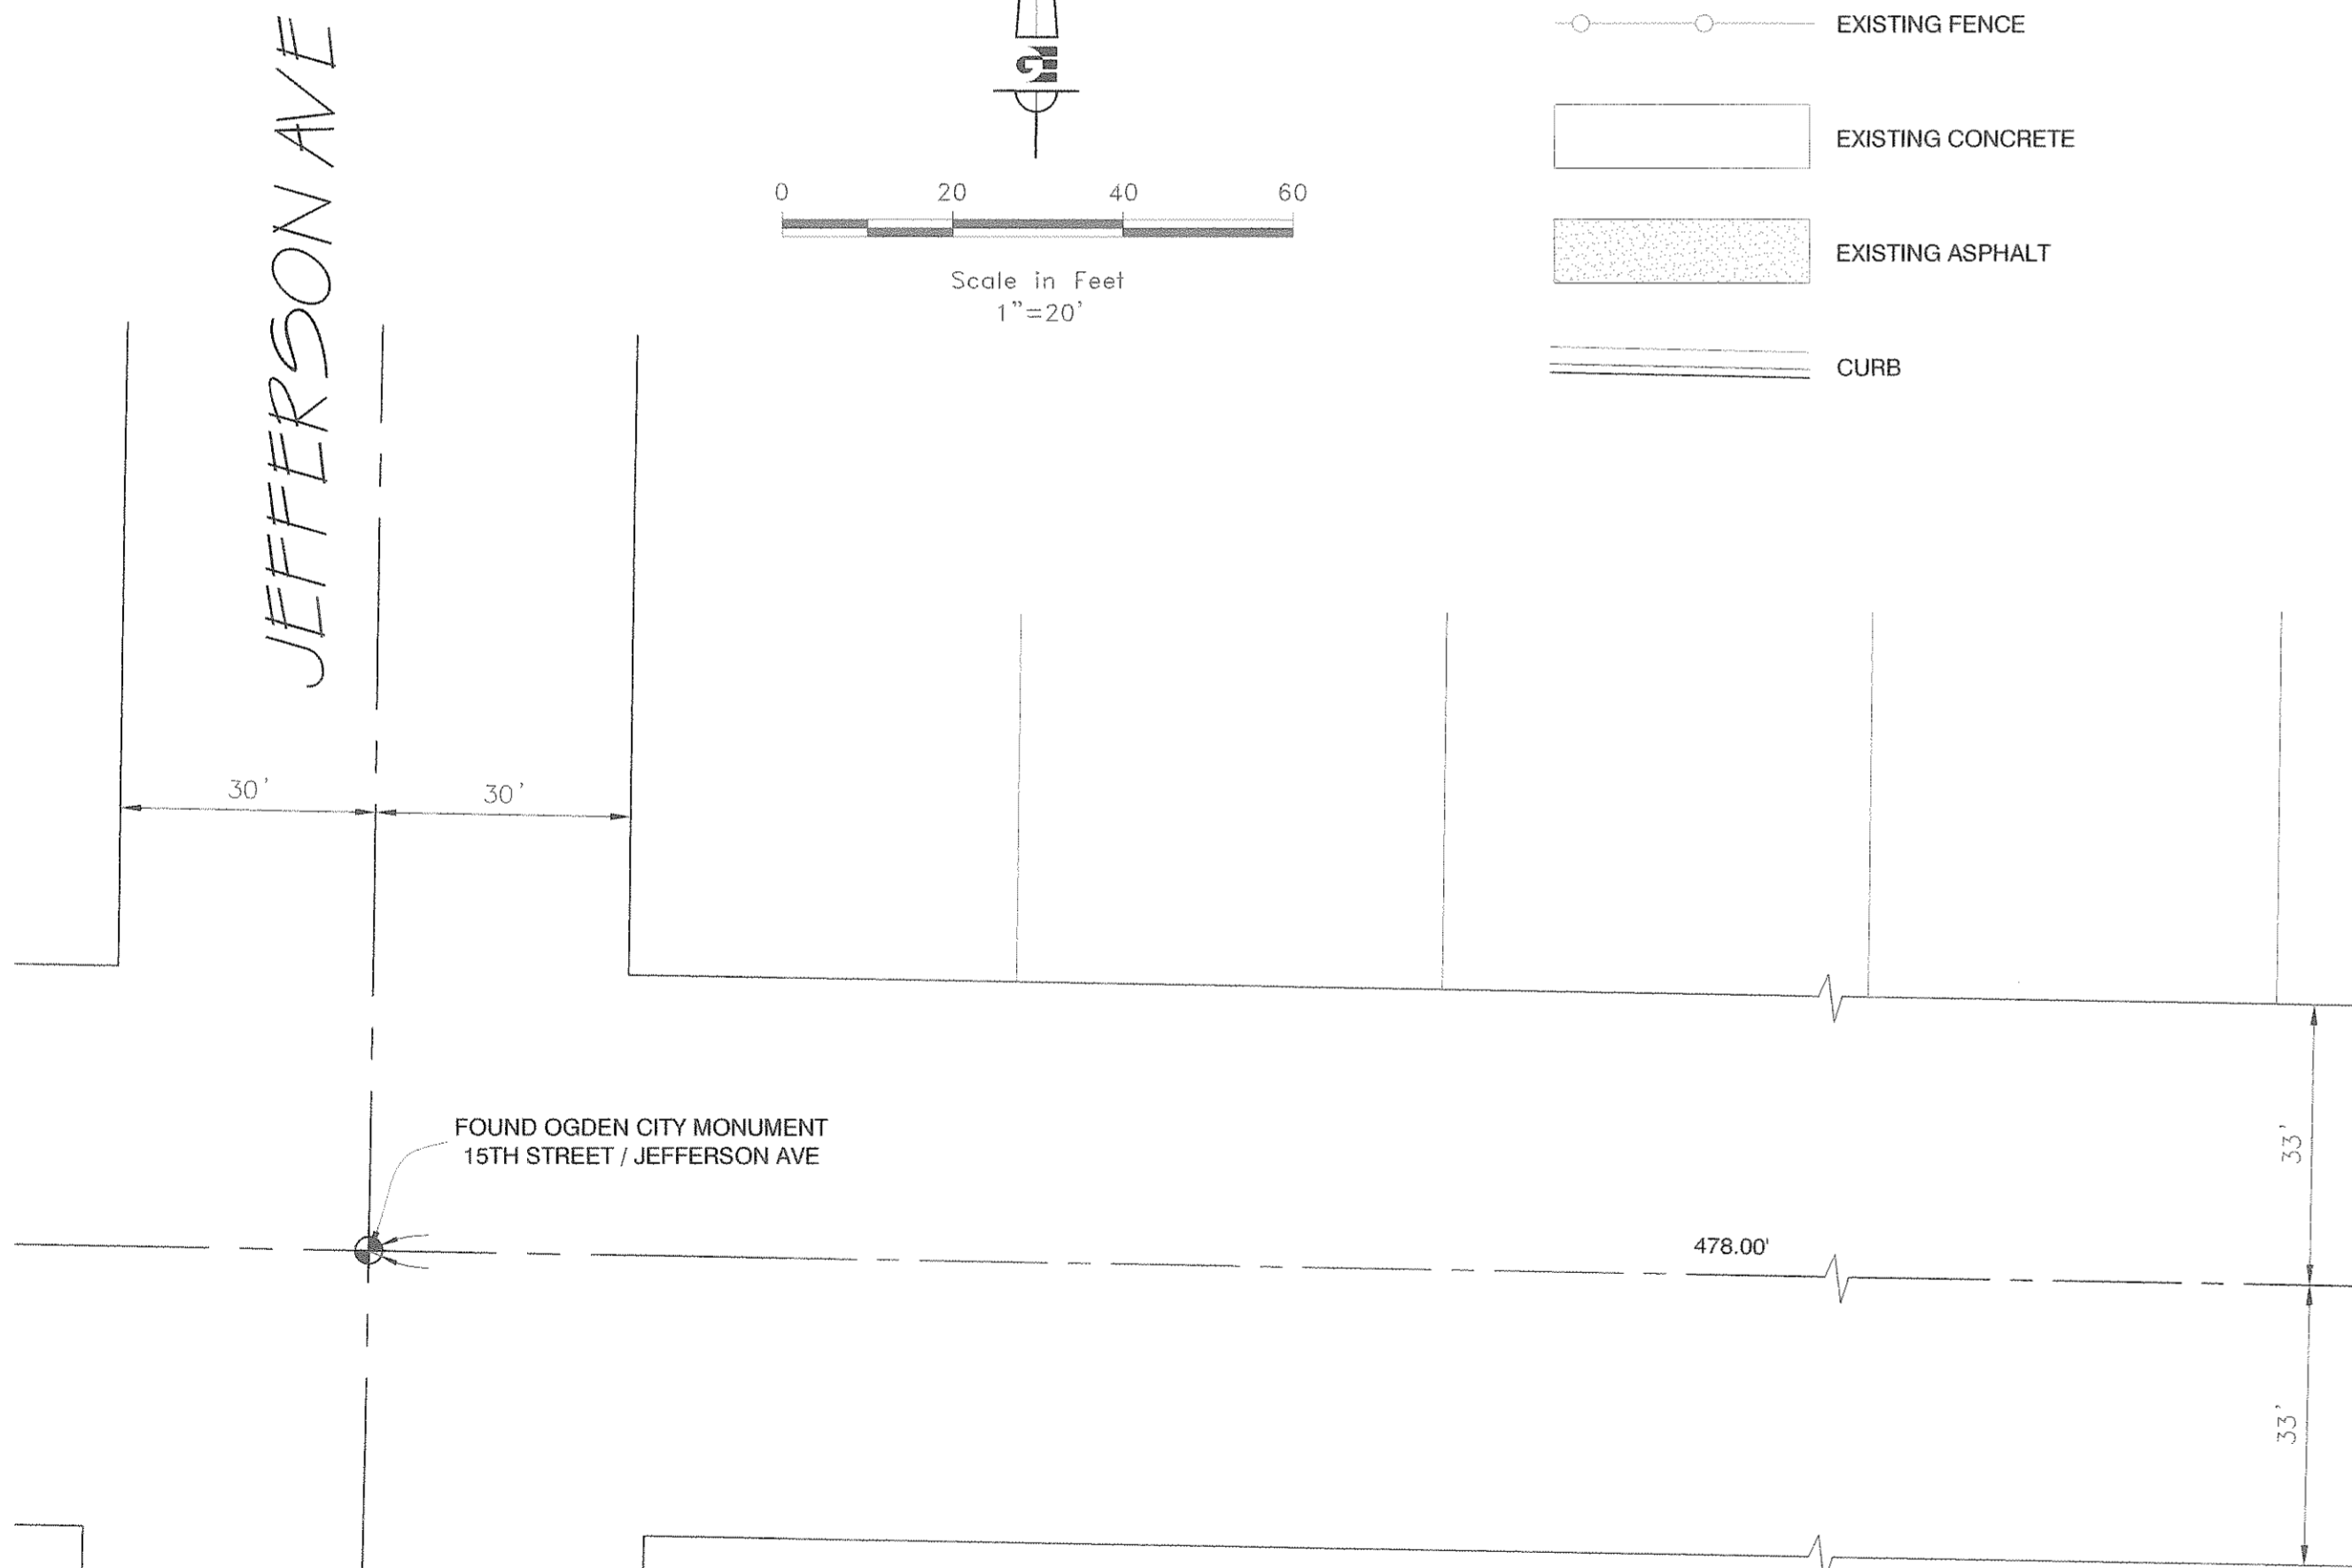 JEFFERSON AVE
EXISTING FENCE
EXISTING CONCRETE
EXISTING ASPHALT
CURB
0 20 40 60
Scale in Feet
1"=20'
30'
30'
FOUND OGDEN CITY MONUMENT
15TH STREET / JEFFERSON AVE
478.00'
33'
33'